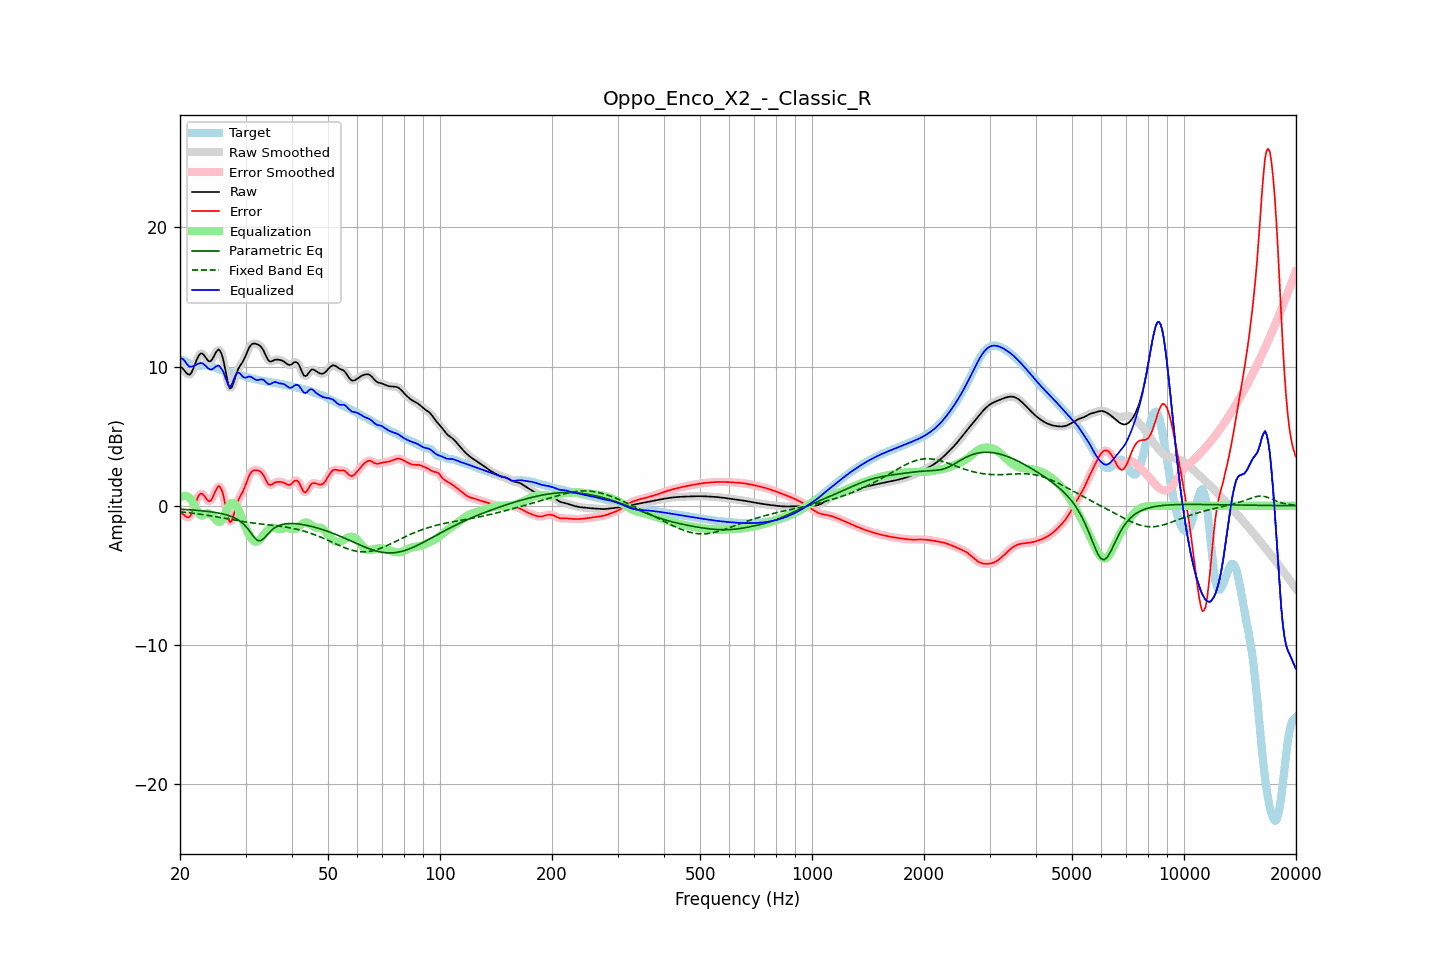 Oppo_Enco_X2_-_Classic_R
Target
Raw Smoothed
Error Smoothed
Raw
Error
Equalization
Parametric Eq
Fixed Band Eq
Equalized
20
10
0
−10
−20
Amplitude (dBr)
20
50
100
200
500
1000
2000
5000
10000
20000
Frequency (Hz)